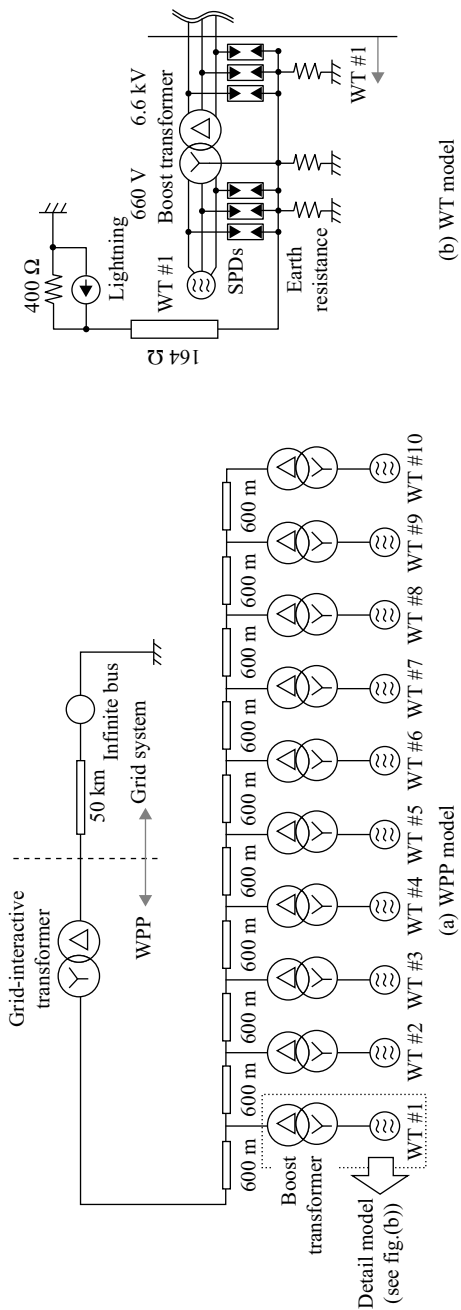 Grid-interactive
transformer
50 km
Infinite bus
Grid system
WPP
600 m
600 m
600 m
600 m
600 m
600 m
600 m
600 m
600 m
600 m
Boost
transformer
WT #1
WT #2
WT #3
WT #4
WT #5
WT #6
WT #7
WT #8
WT #9
WT #10
Detail model
(see fig.(b))
(a) WPP model
400 Ω
Lightning
164 Ω
WT #1
660 V
6.6 kV
Boost transformer
SPDs
Earth
resistance
WT #1
(b) WT model